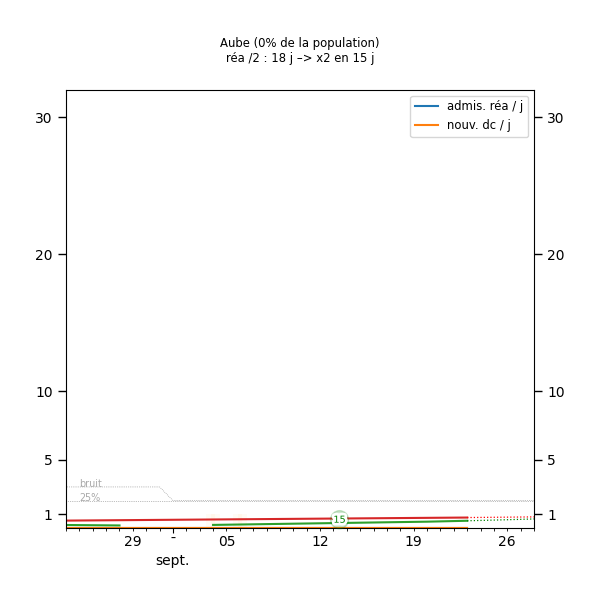 Aube (0% de la population)
réa /2 : 18 j –> x2 en 15 j
admis. réa / j
nouv. dc / j
30 30
20 20
10 10
5 5
bruit
25%
1 15 1
29 - 05 12 19 26
sept.